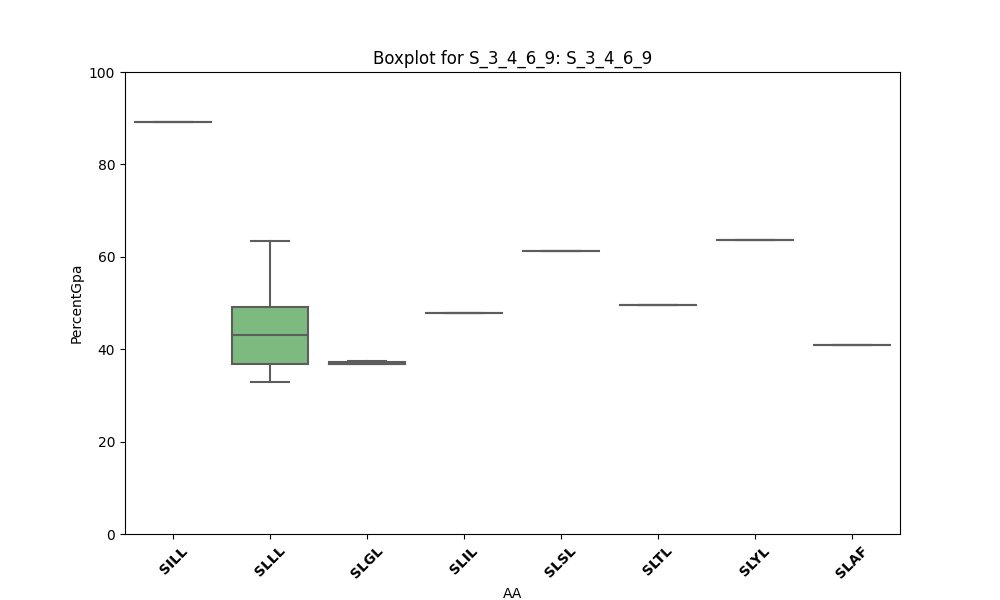 Boxplot for S_3_4_6_9: S_3_4_6_9
100
80
60
40
20
0
PercentGpa
SILL
SLLL
SLGL
SLIL
SLSL
SLTL
SLYL
SLAF
AA